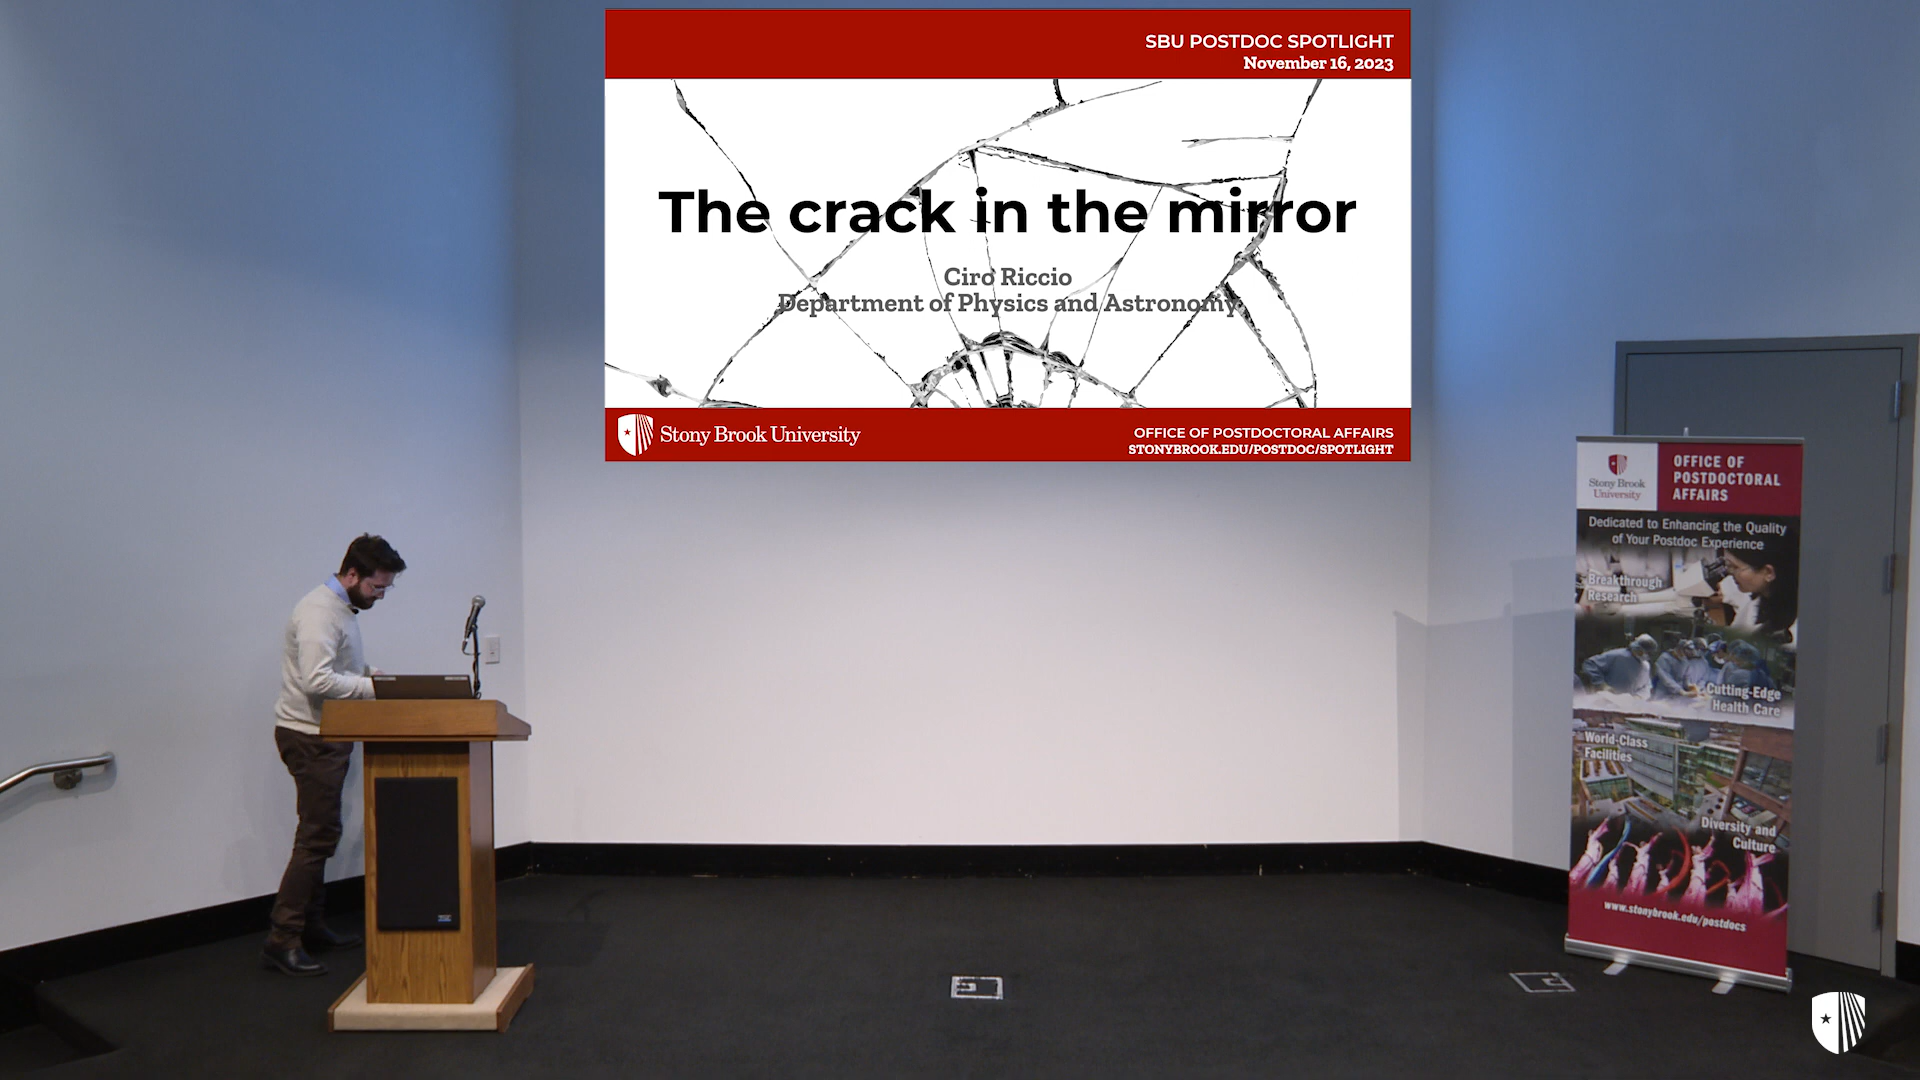 SBU POSTDOC SPOTLIGHT
November 16, 2023
The crack in the mirror
Ciro Riccio
Department of Physics and Astronomy
Stony Brook University
OFFICE OF POSTDOCTORAL AFFAIRS
STONYBROOK.EDU/POSTDOC/SPOTLIGHT
Stony Brook
University
OFFICE OF
POSTDOCTORAL
AFFAIRS
Dedicated to Enhancing the Quality
of Your Postdoc Experience
Breakthrough
Research
Cutting-Edge
Health Care
World-Class
Facilities
Diversity and
Culture
www.stonybrook.edu/postdocs